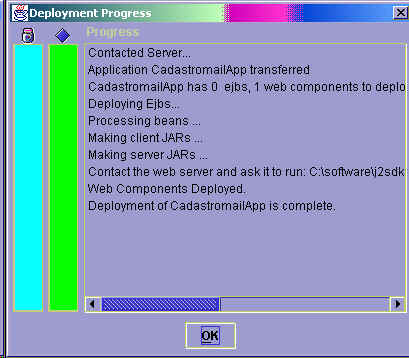 Deployment Progress
Progress
Contacted Server...
Application CadastromailApp transferred
CadastromailApp has 0 ejbs, 1 web components to deplo
Deploying Ejbs...
Processing beans ...
Making client JARs ...
Making server JARs ...
Contact the web server and ask it to run: C:\software\j2sdk
Web Components Deployed.
Deployment of CadastromailApp is complete.
OK